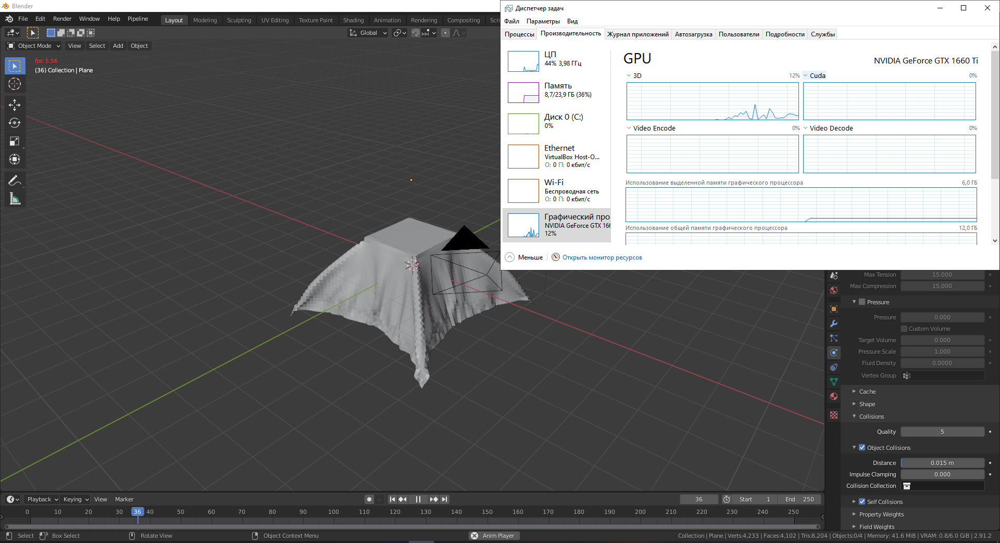 Blender
File Edit Render Window Help Pipeline
Layout Modeling Sculpting UV Editing Texture Paint Shading Animation Rendering Compositing Scri
Global
Object Mode View Select Add Object
fps: 5.56
(36) Collection | Plane
Диспетчер задач
Файл Параметры Вид
Процессы Производительность Журнал приложений Автозагрузка Пользователи Подробности Службы
ЦП
44% 3,98 ГГц
Память
8,7/23,9 ГБ (36%)
Диск 0 (C:)
0%
Ethernet
VirtualBox Host-O...
О: 0 П: 0 кбит/с
Wi-Fi
Беспроводная сеть
О: 0 П: 0 кбит/с
Графический про
NVIDIA GeForce GTX 166
12%
GPU
NVIDIA GeForce GTX 1660 Ti
3D 12%
Cuda 0%
Video Encode 0%
Video Decode 0%
Использование выделенной памяти графического процессора 6,0 ГБ
Использование общей памяти графического процессора 12,0 ГБ
Меньше
Открыть монитор ресурсов
Max Tension 15.000
Max Compression 15.000
Pressure
Pressure 0.000
Custom Volume
Target Volume 0.000
Pressure Scale 1.000
Fluid Density 0.0000
Vertex Group
Cache
Shape
Collisions
Quality 5
Object Collisions
Distance 0.015 m
Impulse Clamping 0.000
Collision Collection
Self Collisions
Property Weights
Field Weights
Playback Keying View Marker
36 Start 1 End 250
0 10 20 30 36 40 50 60 70 80 90 100 110 120 130 140 150 160 170 180 190 200 210 220 230 240 250
Select Box Select Rotate View Object Context Menu
Anim Player
Collection | Plane | Verts:4,233 | Faces:4,102 | Tris:8,204 | Objects:0/4 | Memory: 41.6 MiB | VRAM: 0.8/6.0 GiB | 2.91.2